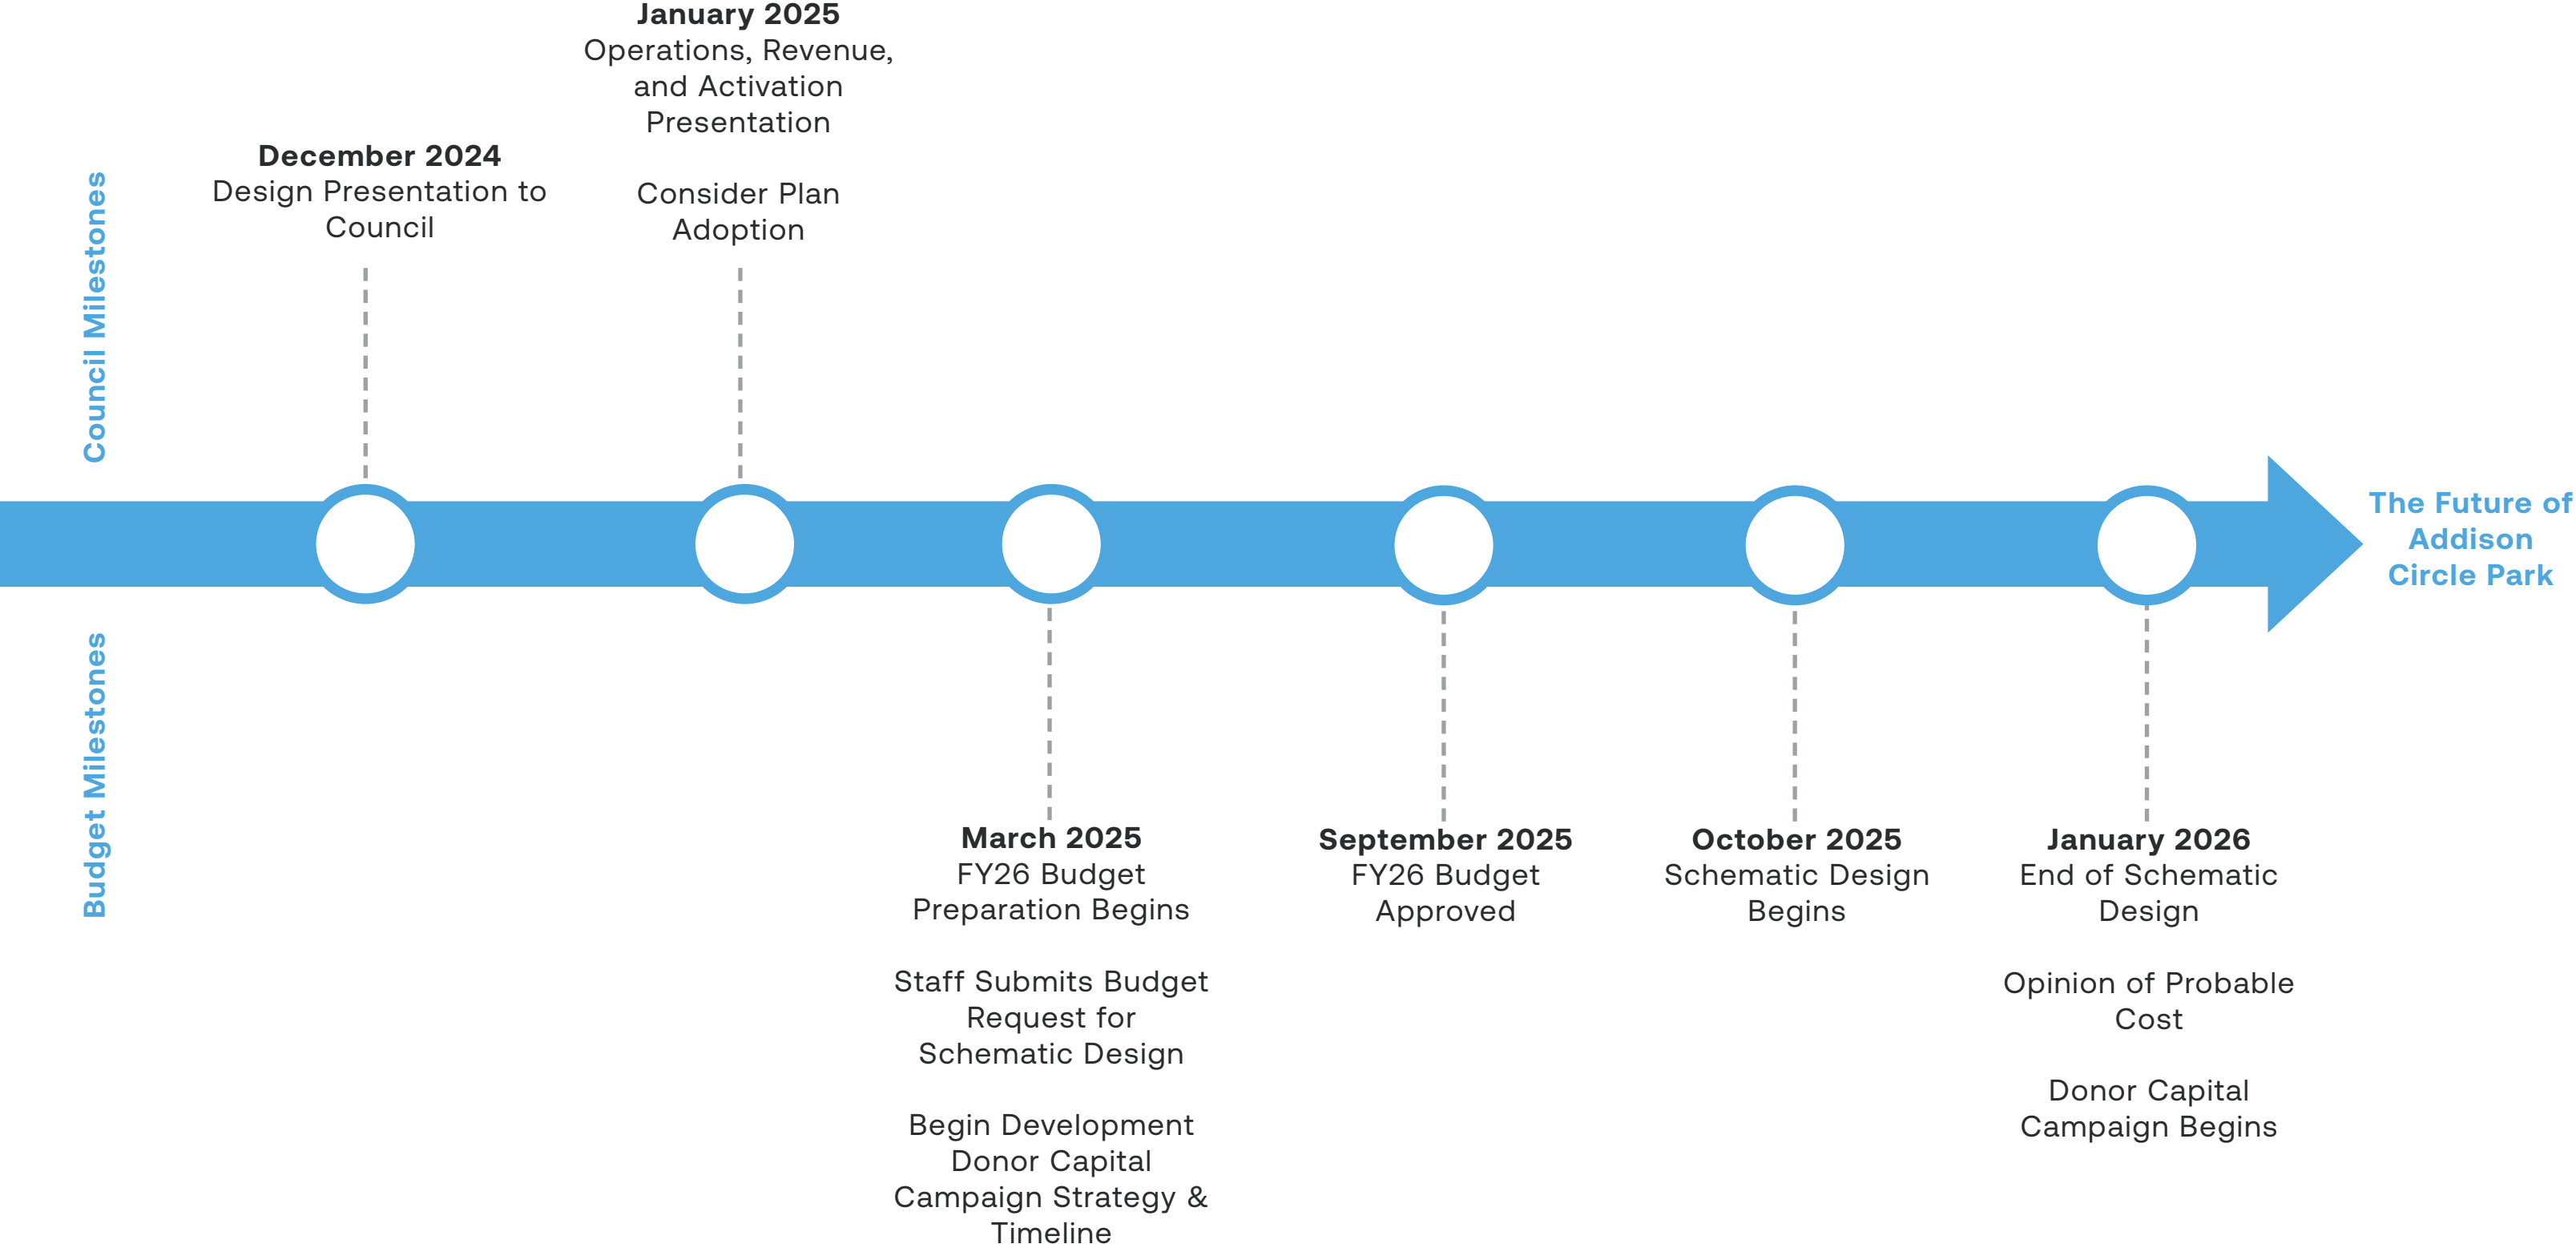 January 2025
Operations, Revenue,
and Activation
Presentation
Consider Plan
Adoption
December 2024
Design Presentation to
Council
Council Milestones
The Future of
Addison
Circle Park
Budget Milestones
March 2025
FY26 Budget
Preparation Begins
Staff Submits Budget
Request for
Schematic Design
Begin Development
Donor Capital
Campaign Strategy &
Timeline
September 2025
FY26 Budget
Approved
October 2025
Schematic Design
Begins
January 2026
End of Schematic
Design
Opinion of Probable
Cost
Donor Capital
Campaign Begins